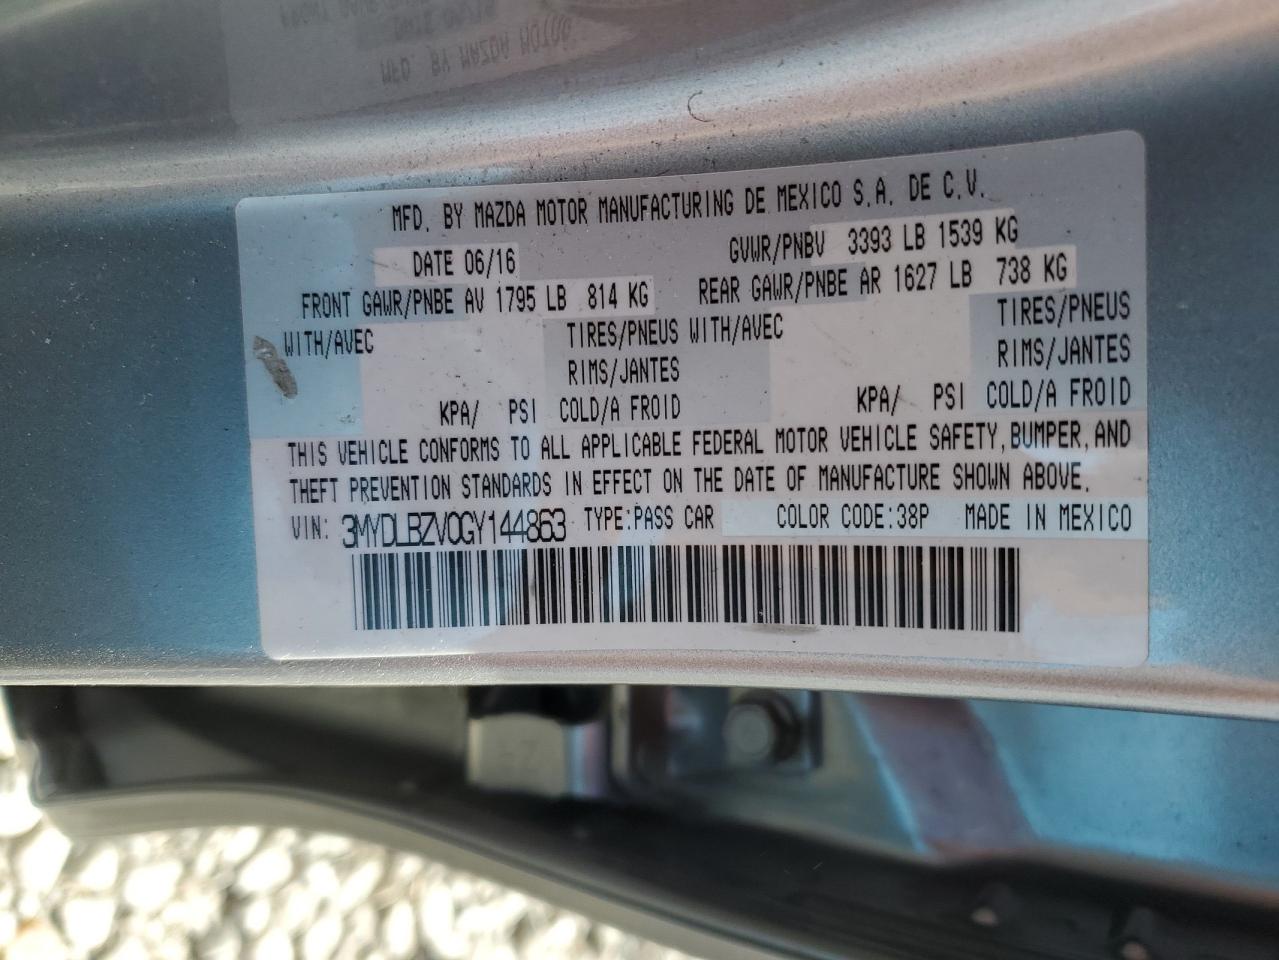 MFD. BY MAZDA MOTOR MANUFACTURING DE MEXICO S.A. DE C.V.
DATE 06/16 GVWR/PNBV 3393 LB 1539 KG
FRONT GAWR/PNBE AV 1795 LB 814 KG REAR GAWR/PNBE AR 1627 LB 738 KG
WITH/AVEC TIRES/PNEUS WITH/AVEC TIRES/PNEUS
RIMS/JANTES RIMS/JANTES
KPA/ PSI COLD/A FROID KPA/ PSI COLD/A FROID
THIS VEHICLE CONFORMS TO ALL APPLICABLE FEDERAL MOTOR VEHICLE SAFETY, BUMPER, AND
THEFT PREVENTION STANDARDS IN EFFECT ON THE DATE OF MANUFACTURE SHOWN ABOVE.
VIN: 3MYDLBZV0GY144863 TYPE:PASS CAR COLOR CODE:38P MADE IN MEXICO